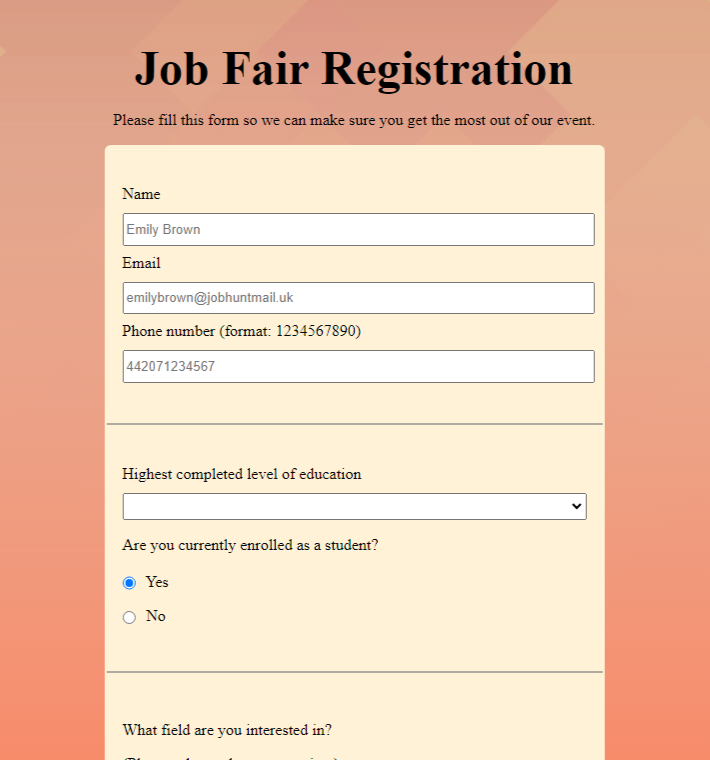 Job Fair Registration
Please fill this form so we can make sure you get the most out of our event.
Name
Emily Brown
Email
emilybrown@jobhuntmail.uk
Phone number (format: 1234567890)
442071234567
Highest completed level of education
Are you currently enrolled as a student?
Yes
No
What field are you interested in?